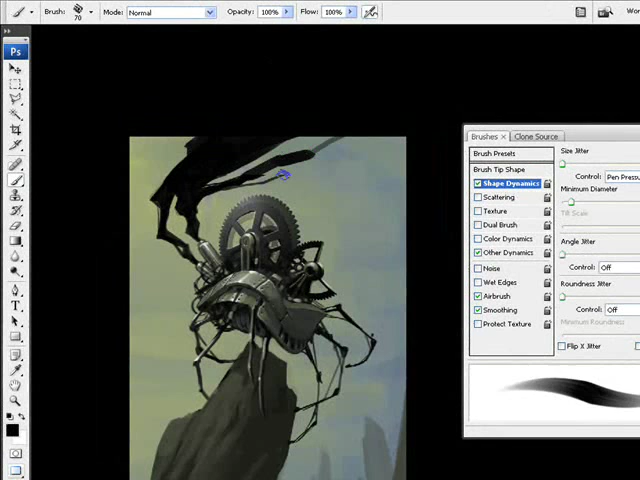 Brush: Mode: Normal Opacity: 100% Flow: 100% Wor
70
Ps
Brushes × Clone Source
Brush Presets
Brush Tip Shape
Shape Dynamics
Scattering
Texture
Dual Brush
Color Dynamics
Other Dynamics
Noise
Wet Edges
Airbrush
Smoothing
Protect Texture
Size Jitter
Control: Pen Pressu
Minimum Diameter
Tilt Scale
Angle Jitter
Control: Off
Roundness Jitter
Control: Off
Minimum Roundness
Flip X Jitter
T